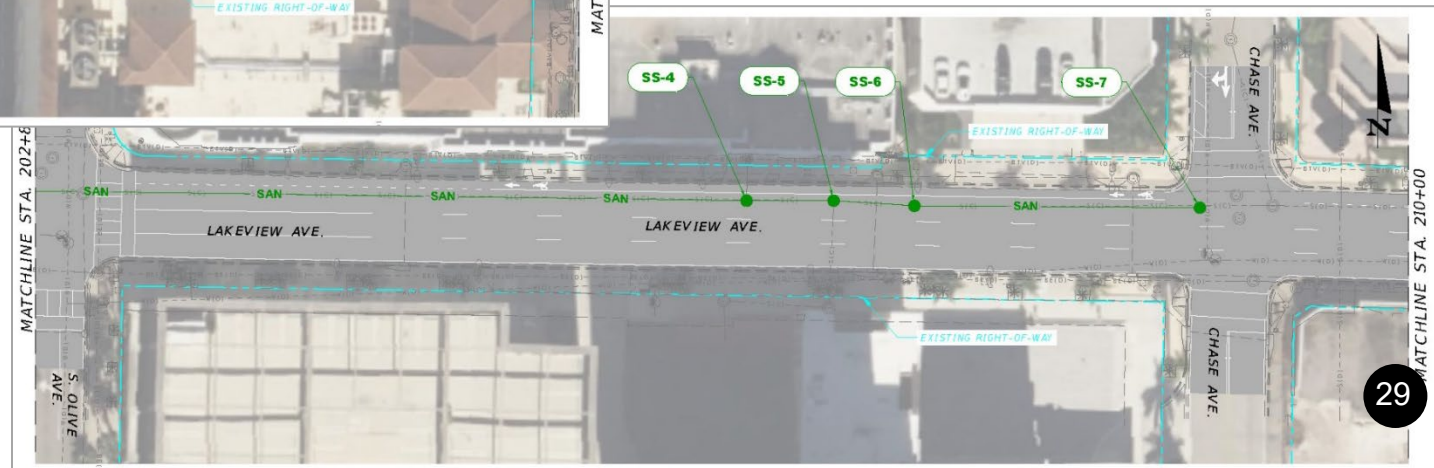 EXISTING RIGHT-OF-WAY
MAT
SS-4
SS-5
SS-6
SS-7
CHASE AVE.
N
EXISTING RIGHT-OF-WAY
MATCHLINE STA. 202+8
SAN
SAN
SAN
SAN
SAN
LAKEVIEW AVE.
LAKEVIEW AVE.
MATCHLINE STA. 210+00
EXISTING RIGHT-OF-WAY
S. OLIVE
AVE.
CHASE AVE.
29